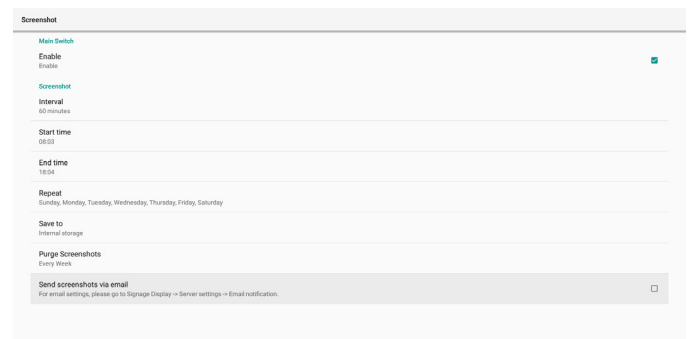 Screenshot
Main Switch
Enable
Enable
Screenshot
Interval
60 minutes
Start time
08:03
End time
18:04
Repeat
Sunday, Monday, Tuesday, Wednesday, Thursday, Friday, Saturday
Save to
Internal storage
Purge Screenshots
Every Week
Send screenshots via email
For email settings, please go to Signage Display -> Server settings -> Email notification.